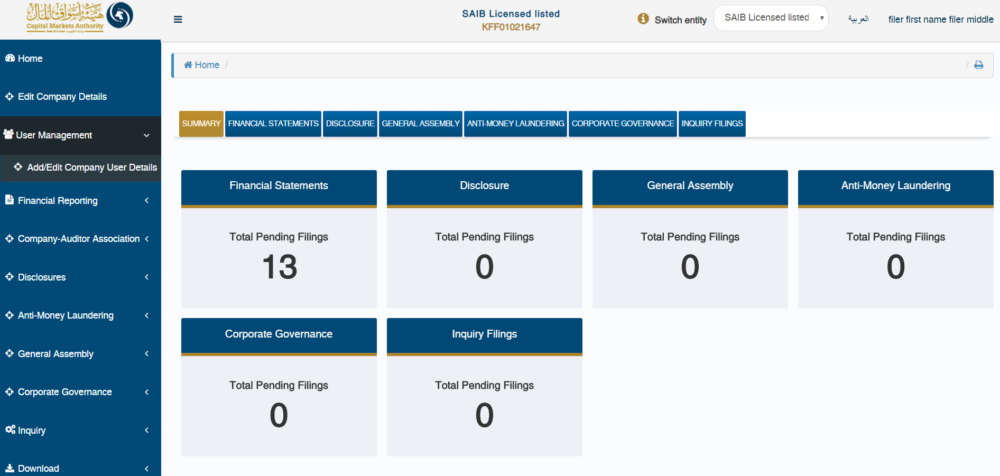 هيئة أسواق المال
Capital Markets Authority
State Of Kuwait دولة الكويت
SAIB Licensed listed
KFF01021647
Switch entity
SAIB Licensed listed
العربية
filer first name filer middle
Home
Edit Company Details
User Management
Add/Edit Company User Details
Financial Reporting
Company-Auditor Association
Disclosures
Anti-Money Laundering
General Assembly
Corporate Governance
Inquiry
Download
Home /
/
SUMMARY
FINANCIAL STATEMENTS
DISCLOSURE
GENERAL ASSEMBLY
ANTI-MONEY LAUNDERING
CORPORATE GOVERNANCE
INQUIRY FILINGS
Financial Statements
Total Pending Filings
13
Disclosure
Total Pending Filings
0
General Assembly
Total Pending Filings
0
Anti-Money Laundering
Total Pending Filings
0
Corporate Governance
Total Pending Filings
0
Inquiry Filings
Total Pending Filings
0